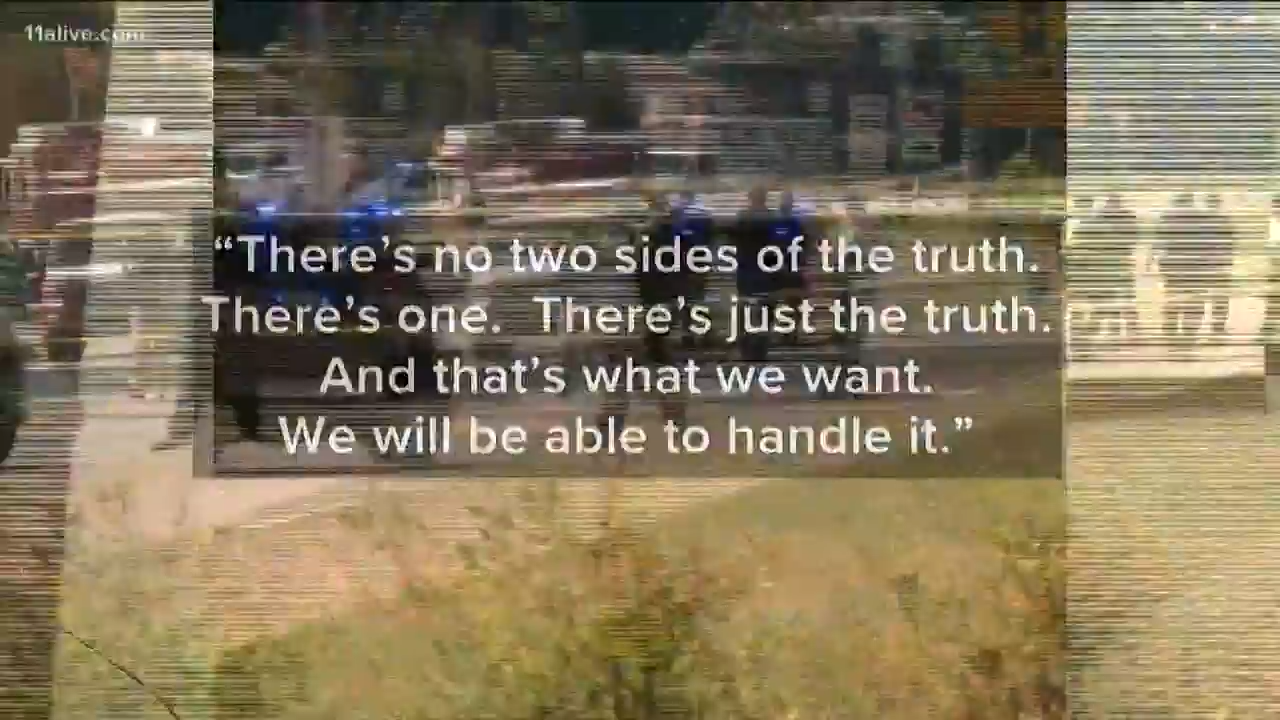 11alive.com
“There’s no two sides of the truth.
There’s one.  There’s just the truth.
And that’s what we want.
We will be able to handle it.”